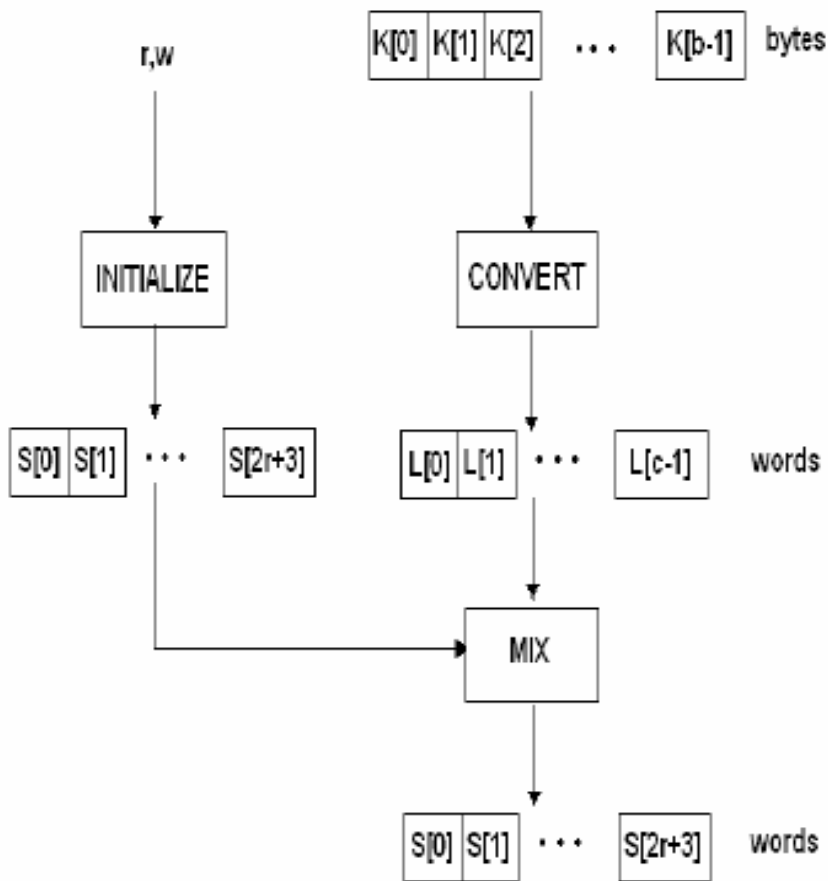 r,w
K[0] K[1] K[2] ••• K[b-1] bytes
INITIALIZE CONVERT
S[0] S[1] ••• S[2r+3] L[0] L[1] ••• L[c-1] words
MIX
S[0] S[1] ••• S[2r+3] words